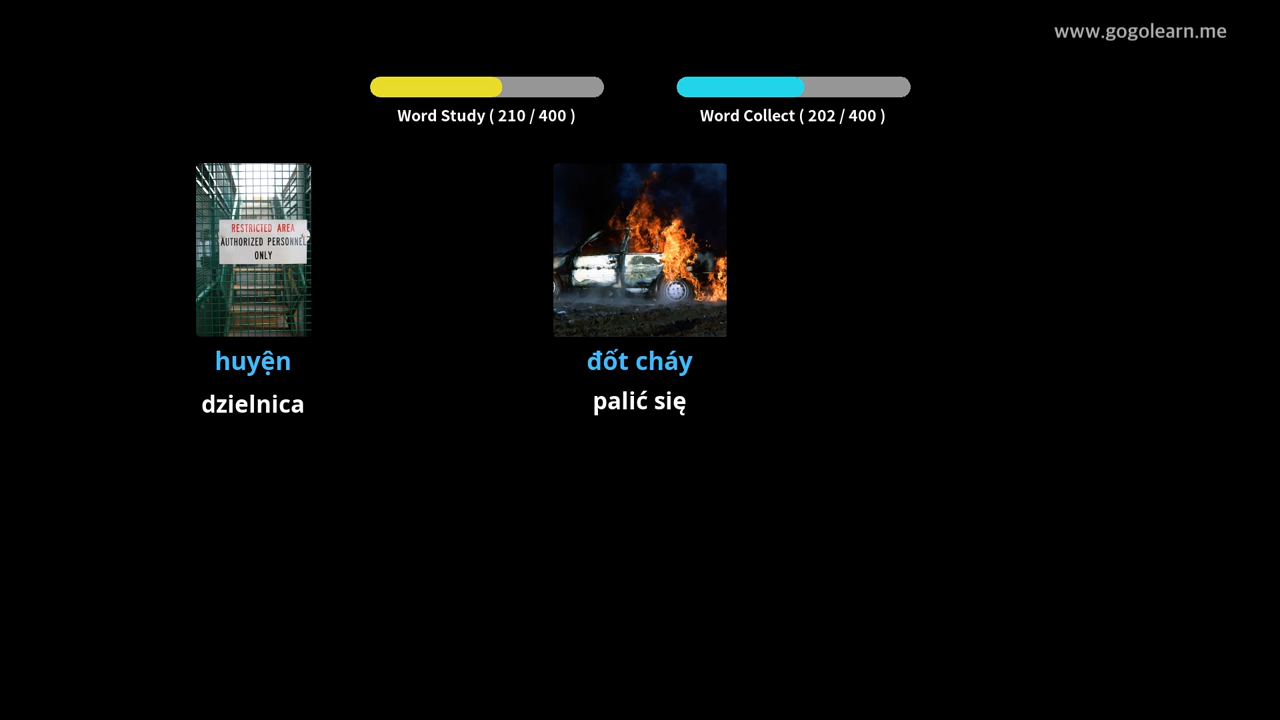 www.gogolearn.me
Word Study ( 210 / 400 )
Word Collect ( 202 / 400 )
RESTRICTED AREA
AUTHORIZED PERSONNEL
ONLY
huyện
đốt cháy
dzielnica
palić się